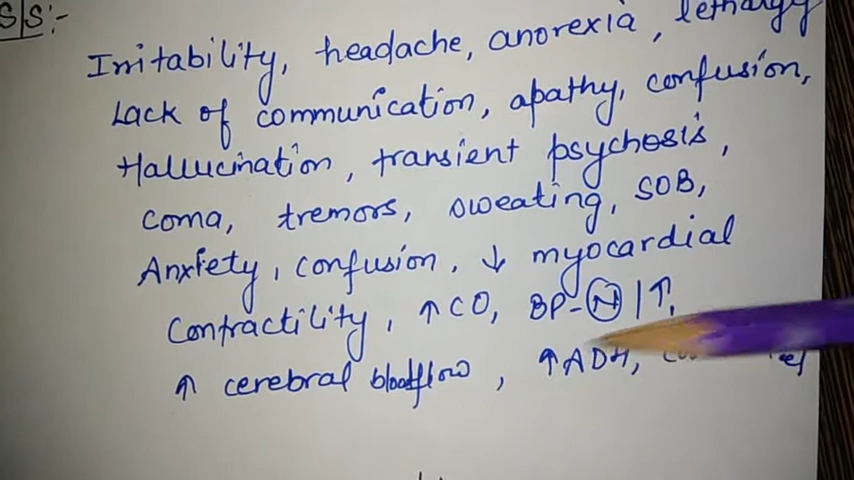 S/S:-
Irritability, headache, anorexia, lethargy
Lack of communication, apathy, confusion,
Hallucination, transient psychosis,
Coma, tremors, sweating, SOB,
Anxiety, confusion, ↓ myocardial
Contractility, ↑ CO, BP-Ⓝ/↑,
↑ cerebral bloodflow, ↑ADH,